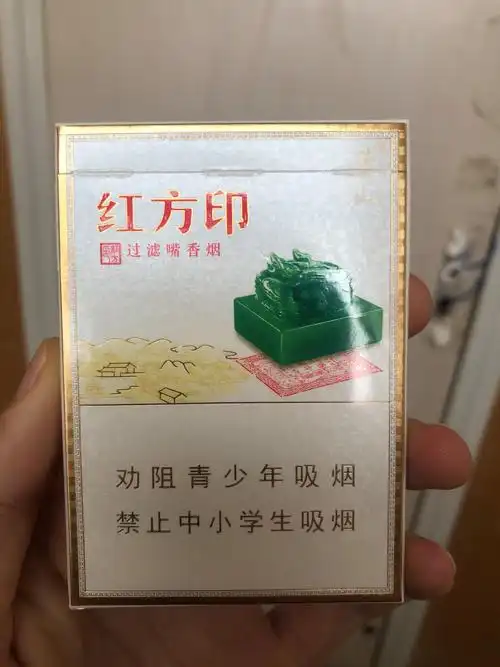 红方印
过滤嘴香烟
劝阻青少年吸烟
禁止中小学生吸烟